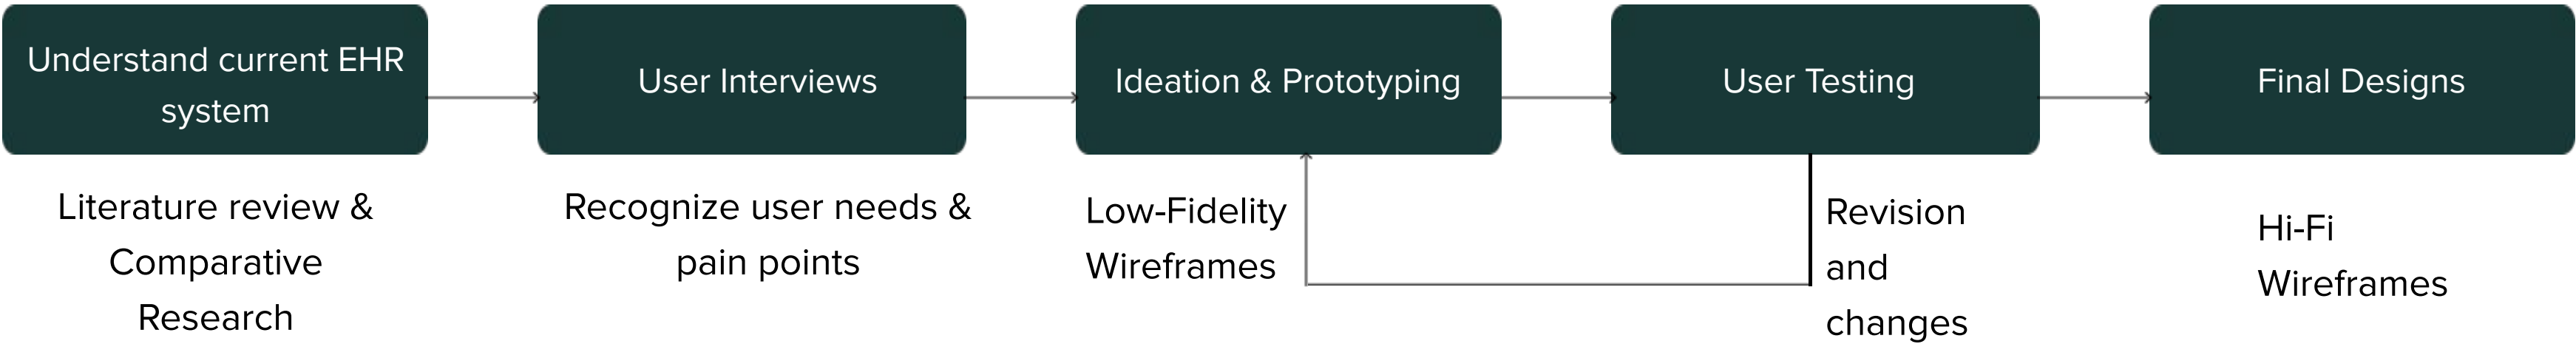 Understand current EHR
system
User Interviews
Ideation & Prototyping
User Testing
Final Designs
Literature review &
Comparative
Research
Recognize user needs &
pain points
Low-Fidelity
Wireframes
Revision
and
changes
Hi-Fi
Wireframes